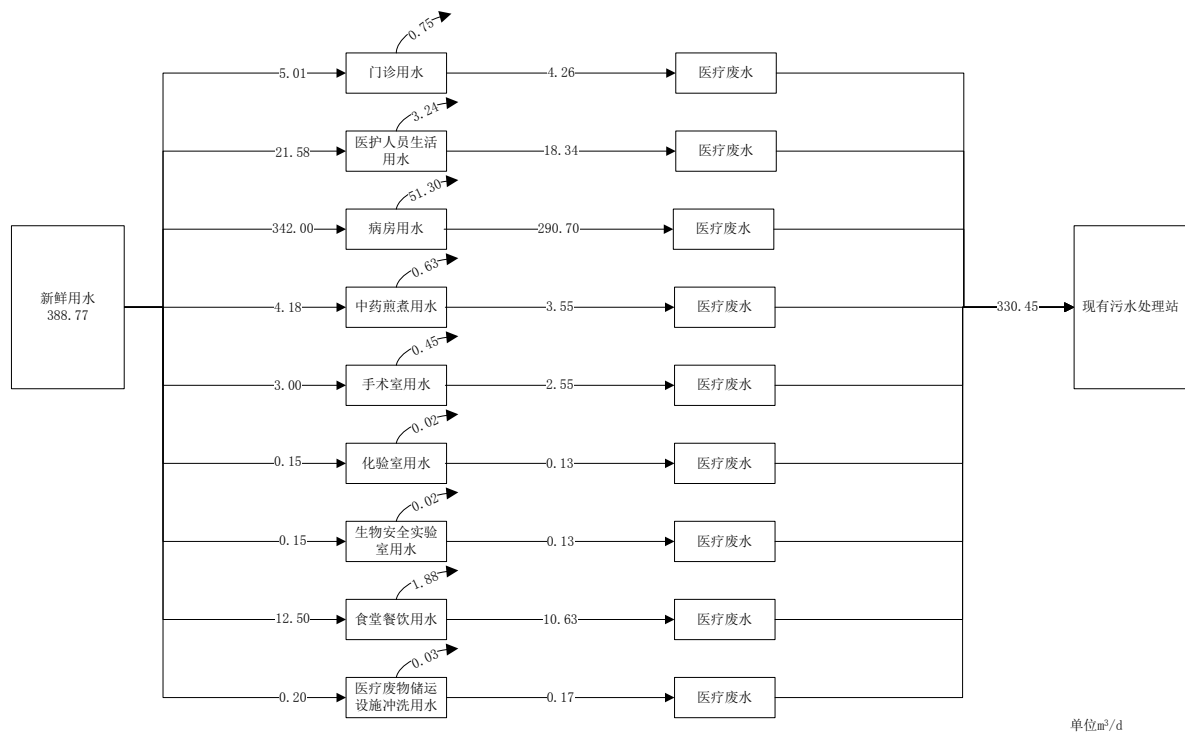 0.75
5.01
门诊用水
4.26
医疗废水
3.24
21.58
医护人员生活
用水
18.34
医疗废水
51.30
342.00
病房用水
290.70
医疗废水
新鲜用水
388.77
0.63
4.18
中药煎煮用水
3.55
医疗废水
330.45
现有污水处理站
0.45
3.00
手术室用水
2.55
医疗废水
0.02
0.15
化验室用水
0.13
医疗废水
0.02
0.15
生物安全实验
室用水
0.13
医疗废水
1.88
12.50
食堂餐饮用水
10.63
医疗废水
0.03
0.20
医疗废物储运
设施冲洗用水
0.17
医疗废水
单位m³/d